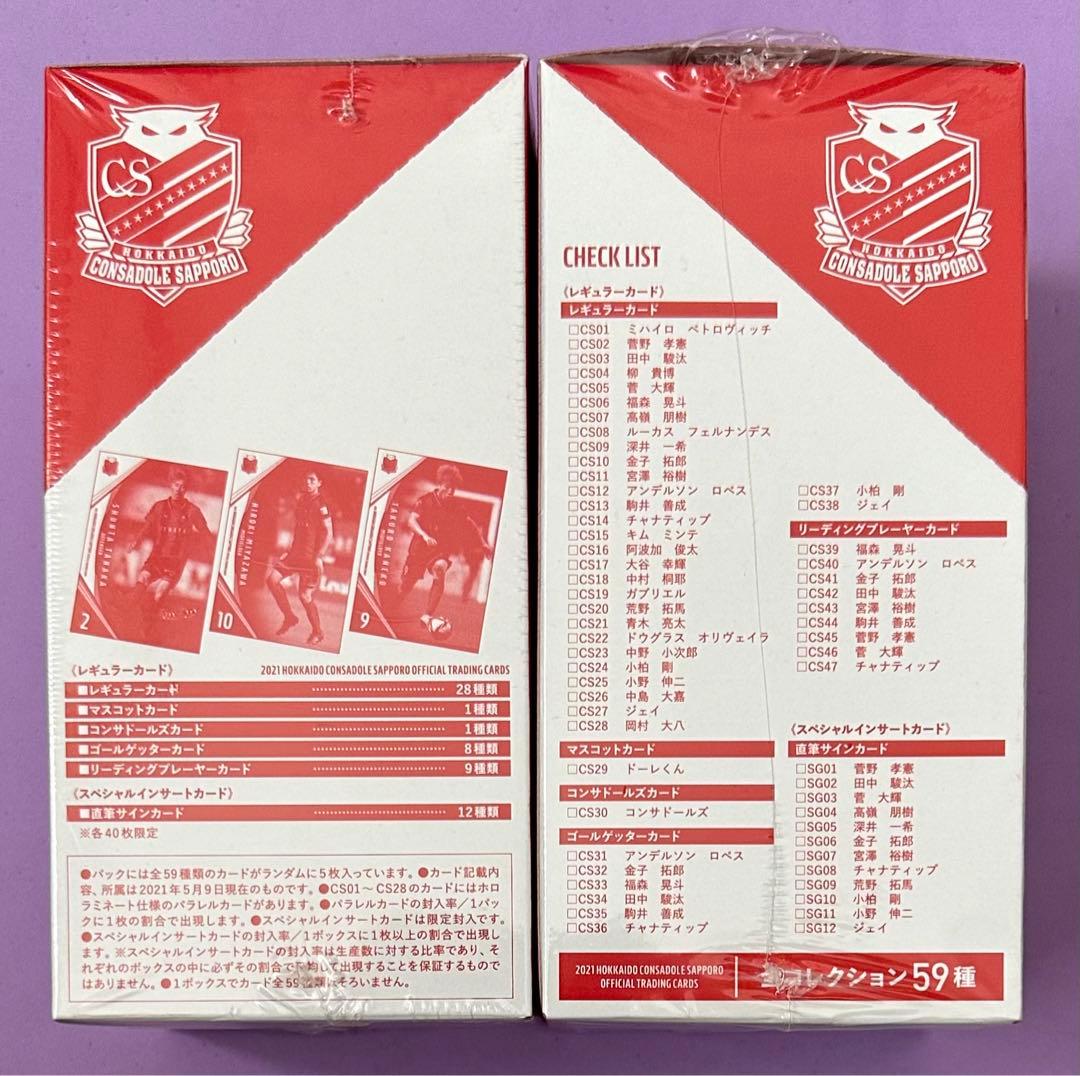 CS
HOKKAIDO
CONSADOLE SAPPORO
SHUNTA TANAKA
2
HIROKI MIYAZAWA
10
TAKURO KANEKO
9
《レギュラーカード》 2021 HOKKAIDO CONSADOLE SAPPORO OFFICIAL TRADING CARDS
■レギュラーカード 28種類
■マスコットカード 1種類
■コンサドールズカード 1種類
■ゴールゲッターカード 8種類
■リーディングプレーヤーカード 9種類
《スペシャルインサートカード》
■直筆サインカード 12種類
※各40枚限定
●パックには全59種類のカードがランダムに5枚入っています。●カード記載内
容、所属は2021年5月9日現在のものです。●CS01～CS28のカードにはホロ
ラミネート仕様のパラレルカードがあります。●パラレルカードの封入率/1パッ
クに1枚の割合で出現します。●スペシャルインサートカードは限定封入です。
●スペシャルインサートカードの封入率/1ボックスに1枚以上の割合で出現し
ます。※スペシャルインサートカードの封入率は生産数に対する比率であり、そ
れぞれのボックスの中に必ずその割合で均一に出現することを保証するもので
はありません。●1ボックスでカード全59種類はそろいません。
CS
HOKKAIDO
CONSADOLE SAPPORO
CHECK LIST
《レギュラーカード》
レギュラーカード
□CS01 ミハイロ ペトロヴィッチ
□CS02 菅野 孝憲
□CS03 田中 駿汰
□CS04 柳 貴博
□CS05 菅 大輝
□CS06 福森 晃斗
□CS07 高嶺 朋樹
□CS08 ルーカス フェルナンデス
□CS09 深井 一希
□CS10 金子 拓郎
□CS11 宮澤 裕樹
□CS12 アンデルソン ロペス
□CS13 駒井 善成
□CS14 チャナティップ
□CS15 キム ミンテ
□CS16 阿波加 俊太
□CS17 大谷 幸輝
□CS18 中村 桐耶
□CS19 ガブリエル
□CS20 荒野 拓馬
□CS21 青木 亮太
□CS22 ドウグラス オリヴェイラ
□CS23 中野 小次郎
□CS24 小柏 剛
□CS25 小野 伸二
□CS26 中島 大嘉
□CS27 ジェイ
□CS28 岡村 大八
マスコットカード
□CS29 ドーレくん
コンサドールズカード
□CS30 コンサドールズ
ゴールゲッターカード
□CS31 アンデルソン ロペス
□CS32 金子 拓郎
□CS33 福森 晃斗
□CS34 田中 駿汰
□CS35 駒井 善成
□CS36 チャナティップ
□CS37 小柏 剛
□CS38 ジェイ
リーディングプレーヤーカード
□CS39 福森 晃斗
□CS40 アンデルソン ロペス
□CS41 金子 拓郎
□CS42 田中 駿汰
□CS43 宮澤 裕樹
□CS44 駒井 善成
□CS45 菅野 孝憲
□CS46 菅 大輝
□CS47 チャナティップ
《スペシャルインサートカード》
直筆サインカード
□SG01 菅野 孝憲
□SG02 田中 駿汰
□SG03 菅 大輝
□SG04 高嶺 朋樹
□SG05 深井 一希
□SG06 金子 拓郎
□SG07 宮澤 裕樹
□SG08 チャナティップ
□SG09 荒野 拓馬
□SG10 小柏 剛
□SG11 小野 伸二
□SG12 ジェイ
2021 HOKKAIDO CONSADOLE SAPPORO
OFFICIAL TRADING CARDS
全コレクション59種